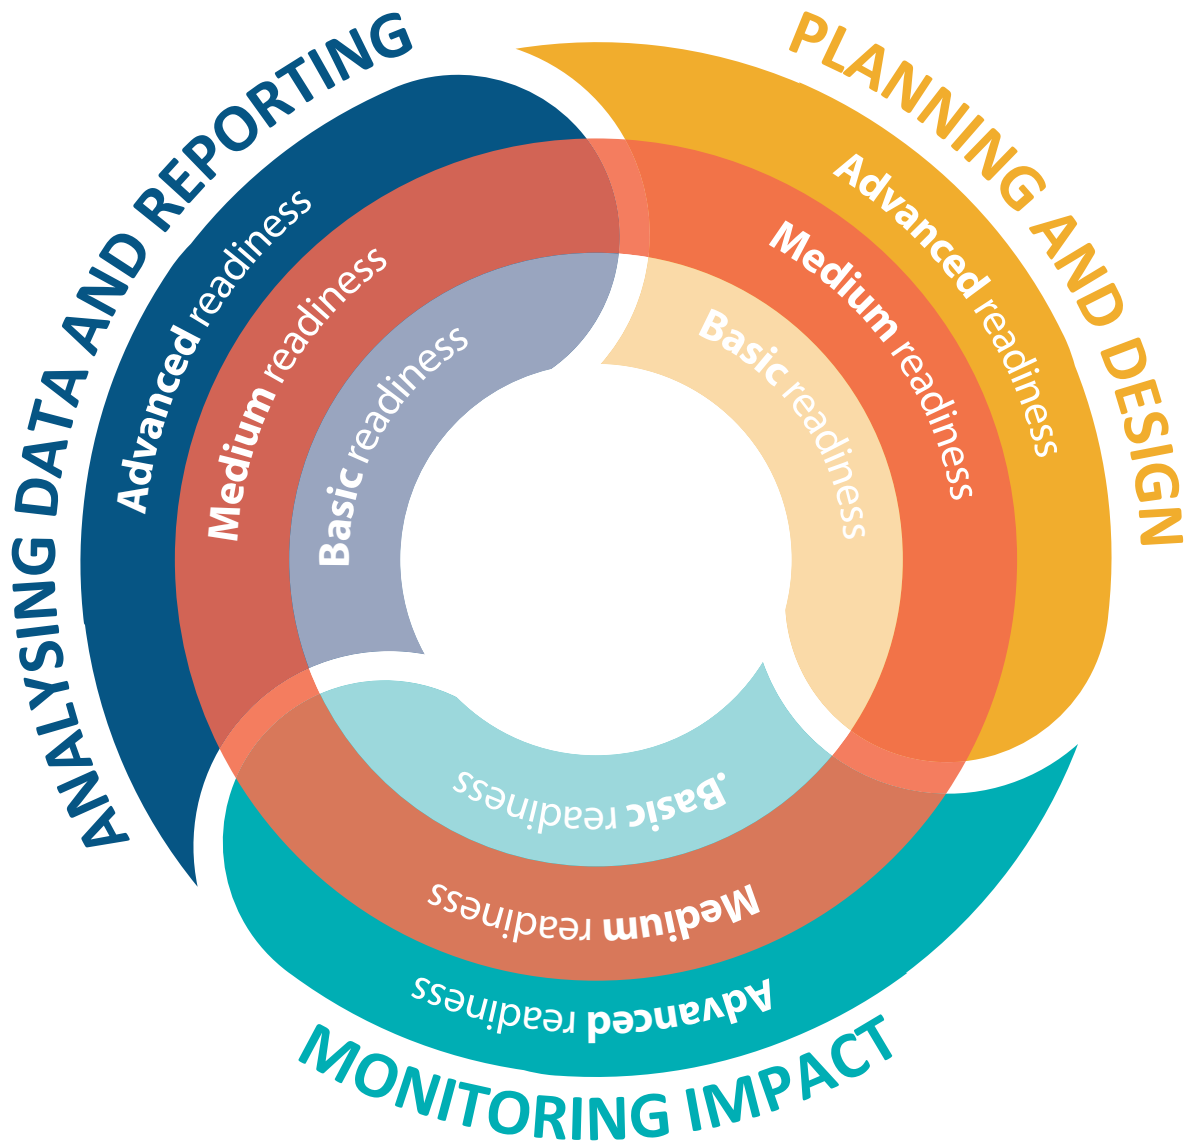 PLANNING AND DESIGN
Advanced readiness
Medium readiness
Basic readiness
MONITORING IMPACT
.Basic readiness
Medium readiness
Advanced readiness
ANALYSING DATA AND REPORTING
Advanced readiness
Medium readiness
Basic readiness